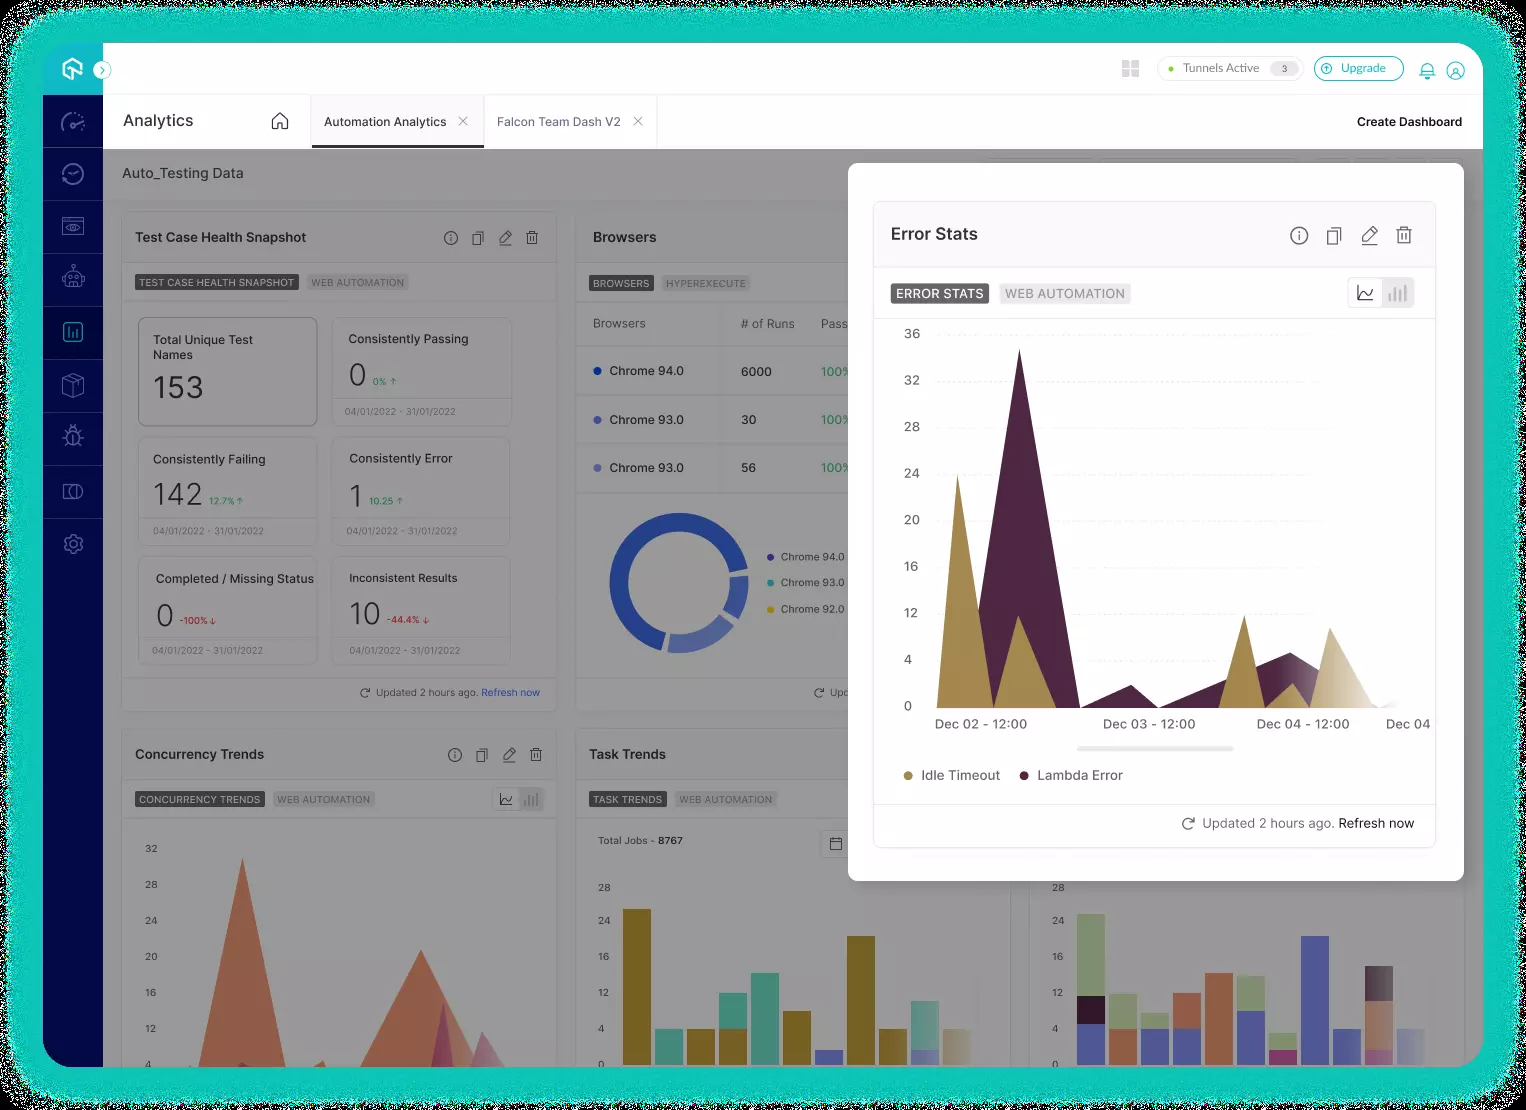 Tunnels Active 3
Upgrade
Analytics
Automation Analytics
Falcon Team Dash V2
Create Dashboard
Auto_Testing Data
Test Case Health Snapshot
TEST CASE HEALTH SNAPSHOT WEB AUTOMATION
Total Unique Test
Names
153
Consistently Passing
0 0% ↑
04/01/2022 - 31/01/2022
Consistently Failing
142 12.7% ↑
04/01/2022 - 31/01/2022
Consistently Error
1 10.25 ↑
04/01/2022 - 31/01/2022
Completed / Missing Status
0 -100% ↓
04/01/2022 - 31/01/2022
Inconsistent Results
10 -44.4% ↓
04/01/2022 - 31/01/2022
Updated 2 hours ago. Refresh now
Browsers
BROWSERS HYPEREXECUTE
Browsers # of Runs Pass
Chrome 94.0 6000 100%
Chrome 93.0 30 100%
Chrome 93.0 56 100%
Chrome 94.0
Chrome 93.0
Chrome 92.0
Upd
Error Stats
ERROR STATS WEB AUTOMATION
36
32
28
24
20
16
12
4
0
Dec 02 - 12:00 Dec 03 - 12:00 Dec 04 - 12:00 Dec 04
Idle Timeout Lambda Error
Updated 2 hours ago. Refresh now
Concurrency Trends
CONCURRENCY TRENDS WEB AUTOMATION
32
28
24
20
16
12
4
Task Trends
TASK TRENDS WEB AUTOMATION
Total Jobs - 8767
28
24
16
12
4
0
28
24
16
12
4
0